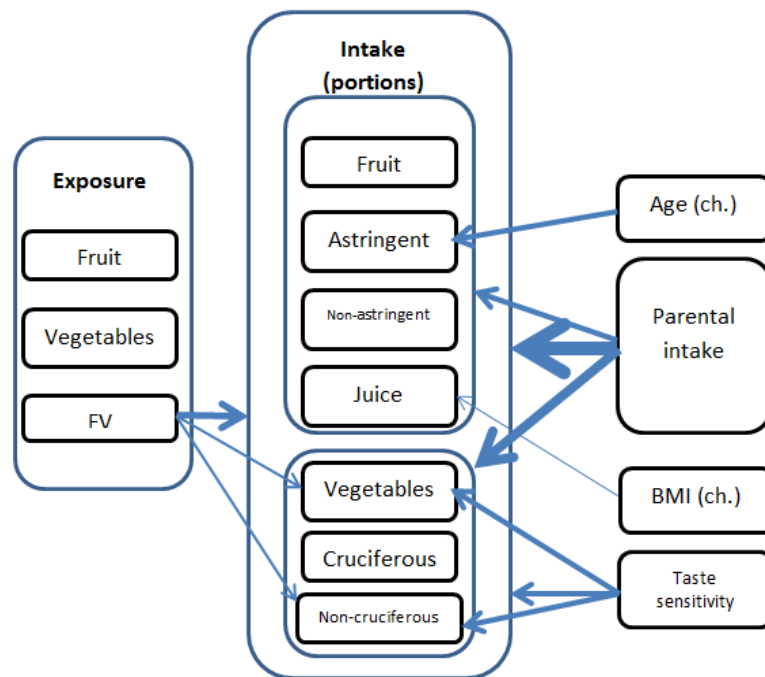 Exposure
Fruit
Vegetables
FV
Intake
(portions)
Fruit
Astringent
Non-astringent
Juice
Vegetables
Cruciferous
Non-cruciferous
Age (ch.)
Parental
intake
BMI (ch.)
Taste
sensitivity